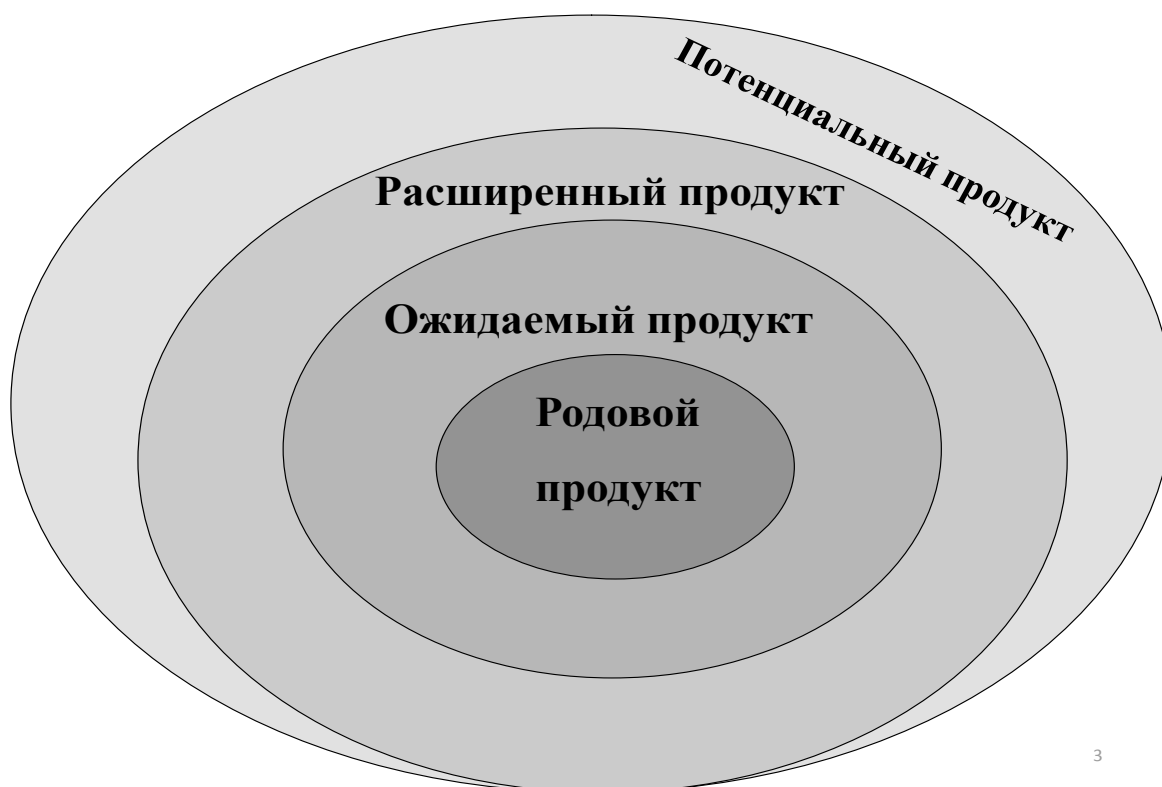 Потенциальный продукт
Расширенный продукт
Ожидаемый продукт
Родовой
продукт
3